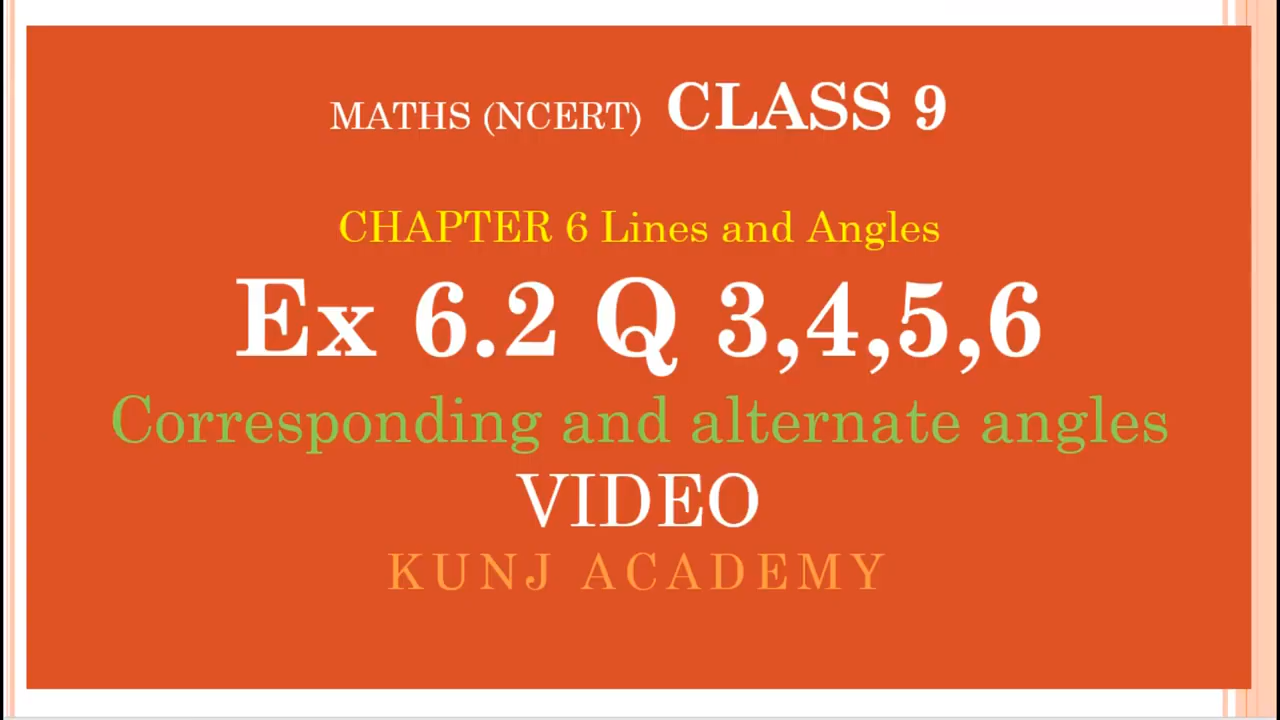 MATHS (NCERT) CLASS 9
CHAPTER 6 Lines and Angles
Ex 6.2 Q 3,4,5,6
Corresponding and alternate angles
VIDEO
KUNJ ACADEMY